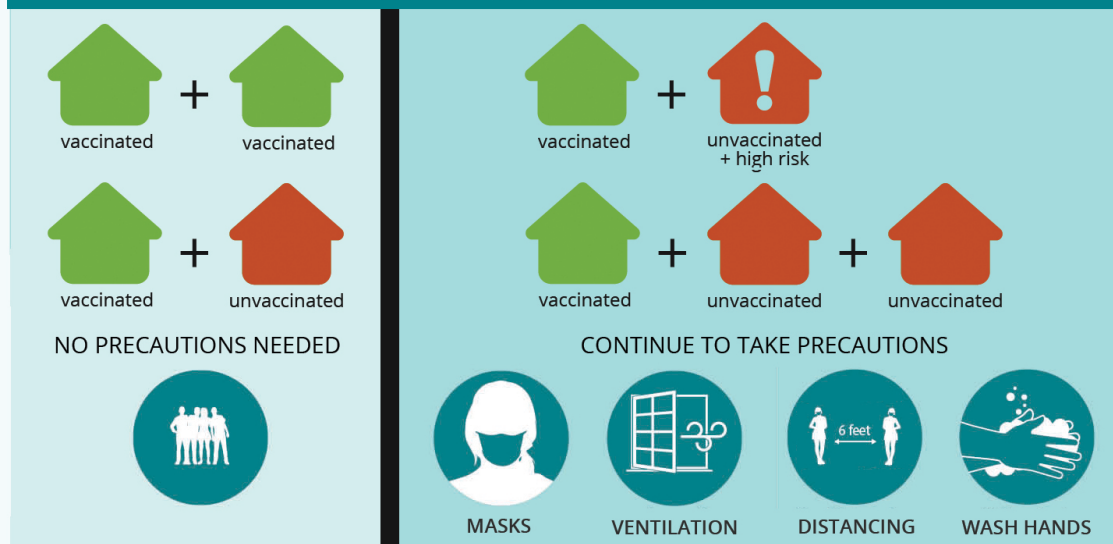 +
vaccinated
vaccinated
+
vaccinated
unvaccinated
NO PRECAUTIONS NEEDED
+
!
vaccinated
unvaccinated
+ high risk
+
+
vaccinated
unvaccinated
unvaccinated
CONTINUE TO TAKE PRECAUTIONS
6 feet
MASKS
VENTILATION
DISTANCING
WASH HANDS